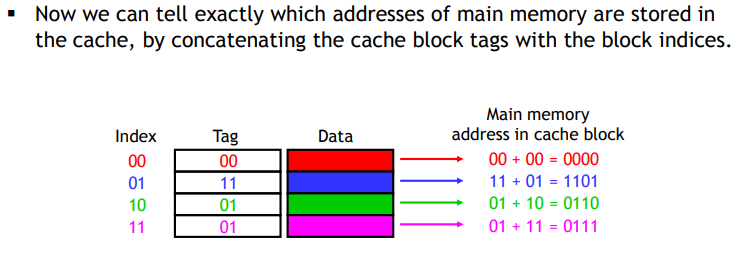 ▪ Now we can tell exactly which addresses of main memory are stored in
the cache, by concatenating the cache block tags with the block indices.
Main memory
Index Tag Data address in cache block
00 00 00 + 00 = 0000
01 11 11 + 01 = 1101
10 01 01 + 10 = 0110
11 01 01 + 11 = 0111